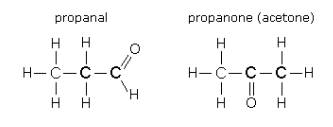 propanal
propanone (acetone)
H H O
H C C C
H H H
H H
H C C C H
H O H